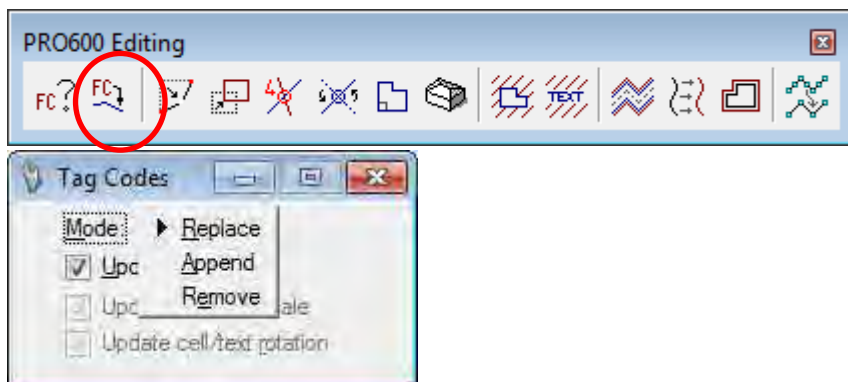 PRO600 Editing
FC? FC TEXT
Tag Codes
Mode: Replace
Upc Append
Upc Remove ale
Update cell/text rotation